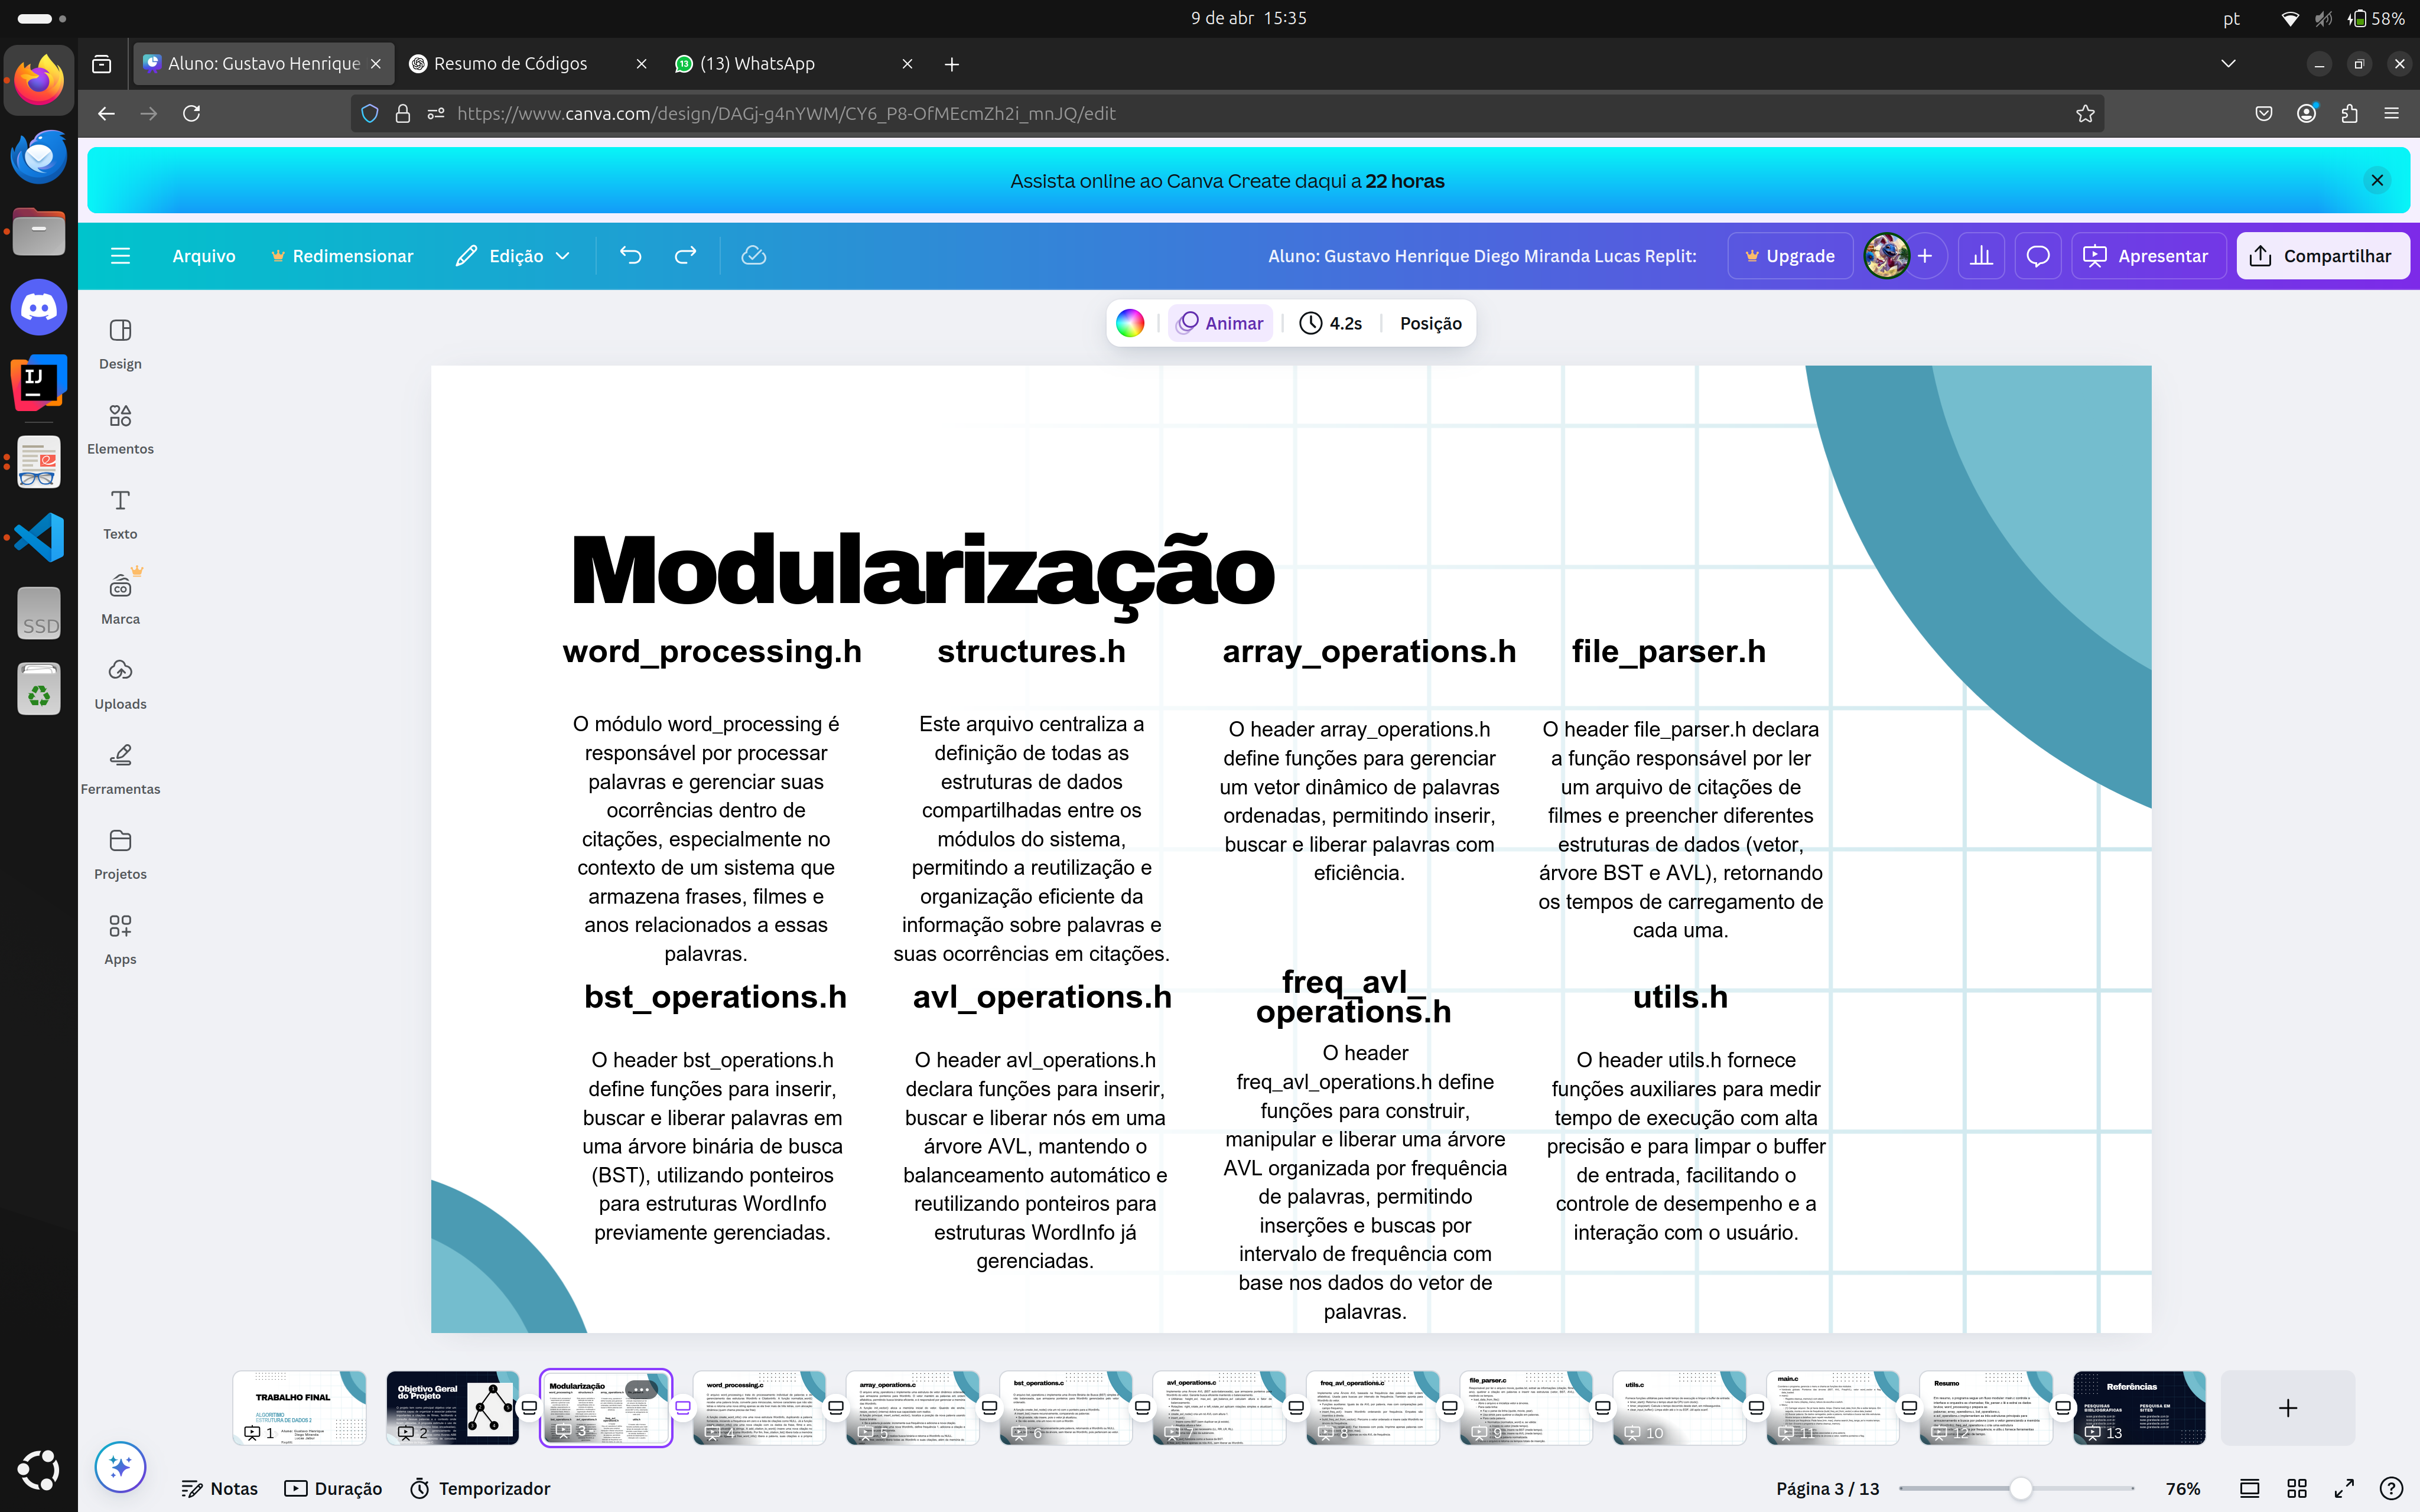 9 de abr 15:35
pt
58%
Aluno: Gustavo Henrique
Resumo de Códigos
(13) WhatsApp
https://www.canva.com/design/DAGj-g4nYWM/CY6_P8-OfMEcmZh2i_mnJQ/edit
Assista online ao Canva Create daqui a 22 horas
Arquivo
Redimensionar
Edição
Aluno: Gustavo Henrique Diego Miranda Lucas Replit:
Upgrade
Apresentar
Compartilhar
Animar
4.2s
Posição
Design
Elementos
Texto
Marca
Uploads
Ferramentas
Projetos
Apps
SSD
Modularização
word_processing.h
O módulo word_processing é
responsável por processar
palavras e gerenciar suas
ocorrências dentro de
citações, especialmente no
contexto de um sistema que
armazena frases, filmes e
anos relacionados a essas
palavras.
structures.h
Este arquivo centraliza a
definição de todas as
estruturas de dados
compartilhadas entre os
módulos do sistema,
permitindo a reutilização e
organização eficiente da
informação sobre palavras e
suas ocorrências em citações.
array_operations.h
O header array_operations.h
define funções para gerenciar
um vetor dinâmico de palavras
ordenadas, permitindo inserir,
buscar e liberar palavras com
eficiência.
file_parser.h
O header file_parser.h declara
a função responsável por ler
um arquivo de citações de
filmes e preencher diferentes
estruturas de dados (vetor,
árvore BST e AVL), retornando
os tempos de carregamento de
cada uma.
bst_operations.h
O header bst_operations.h
define funções para inserir,
buscar e liberar palavras em
uma árvore binária de busca
(BST), utilizando ponteiros
para estruturas WordInfo
previamente gerenciadas.
avl_operations.h
O header avl_operations.h
declara funções para inserir,
buscar e liberar nós em uma
árvore AVL, mantendo o
balanceamento automático e
reutilizando ponteiros para
estruturas WordInfo já
gerenciadas.
freq_avl_
operations.h
O header
freq_avl_operations.h define
funções para construir,
manipular e liberar uma árvore
AVL organizada por frequência
de palavras, permitindo
inserções e buscas por
intervalo de frequência com
base nos dados do vetor de
palavras.
utils.h
O header utils.h fornece
funções auxiliares para medir
tempo de execução com alta
precisão e para limpar o buffer
de entrada, facilitando o
controle de desempenho e a
interação com o usuário.
TRABALHO FINAL
ALGORITIMO
ESTRUTURA DE DADOS 2
1
Objetivo Geral
do Projeto
2
Modularização
3
word_processing.c
4
array_operations.c
5
bst_operations.c
6
avl_operations.c
7
freq_avl_operations.c
8
file_parser.c
9
utils.c
10
main.c
11
Resumo
12
Referências
13
Notas
Duração
Temporizador
Página 3 / 13
76%